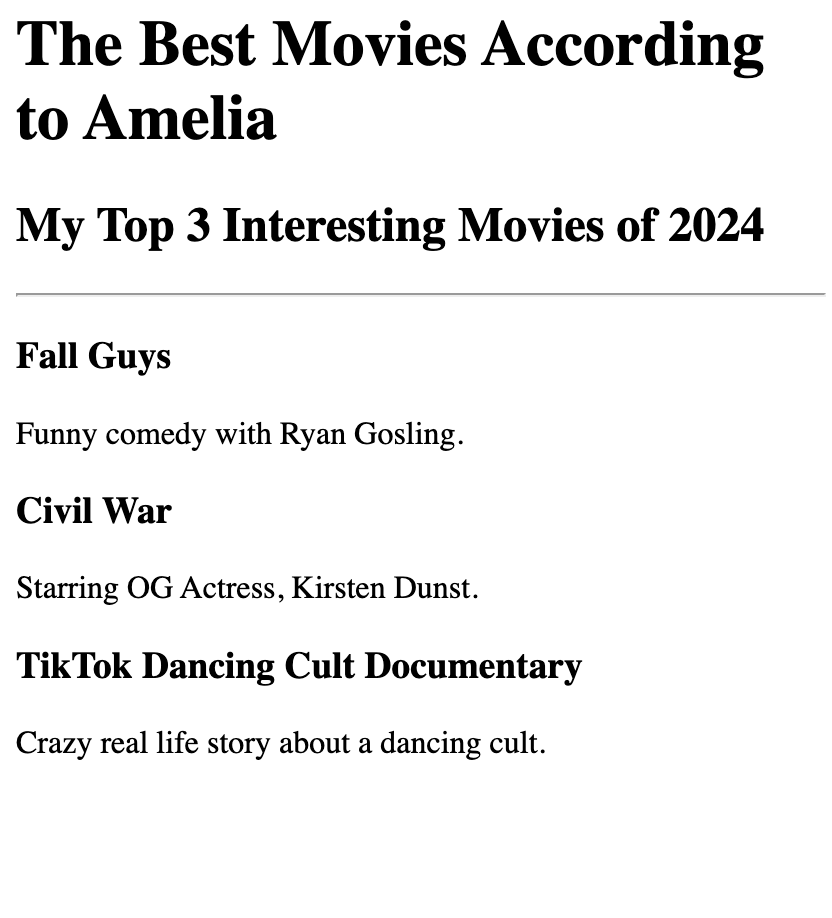 The Best Movies According
to Amelia
My Top 3 Interesting Movies of 2024
Fall Guys
Funny comedy with Ryan Gosling.
Civil War
Starring OG Actress, Kirsten Dunst.
TikTok Dancing Cult Documentary
Crazy real life story about a dancing cult.